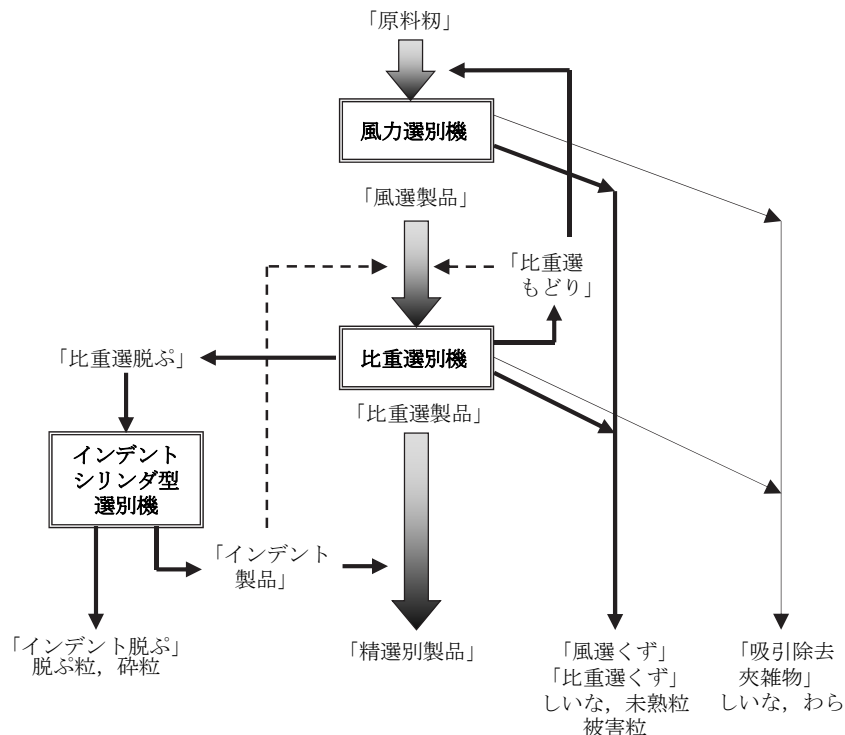 「原料籾」
風力選別機
「風選製品」
「比重選
もどり」
「比重選脱ぷ」
比重選別機
「比重選製品」
インデント
シリンダ型
選別機
「インデント
製品」
「インデント脱ぷ」
脱ぷ粒，砕粒
「精選別製品」
「風選くず」
「比重選くず」
しいな，未熟粒
被害粒
「吸引除去
夾雑物」
しいな，わら